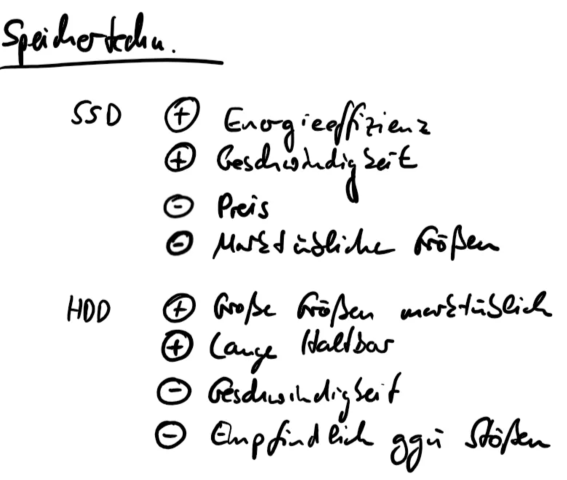 Speichertechn.
SSD ⊕ Energieeffizienz
⊕ Geschwindigkeit
⊖ Preis
⊖ Marktübliche Größen
HDD ⊕ Große Größen marktüblich
⊕ Lange Haltbar
⊖ Geschwindigkeit
⊖ Empfindlich ggü Stößen